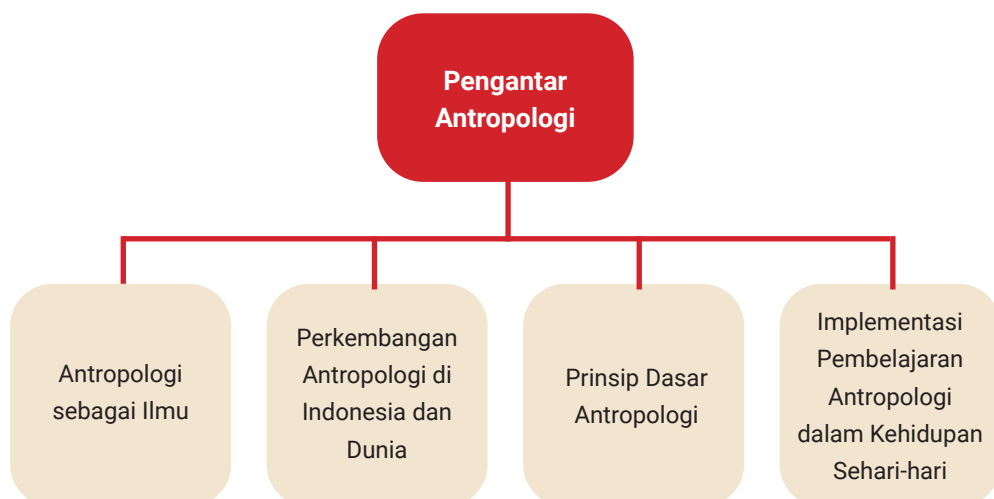 Pengantar
Antropologi
Antropologi
sebagai Ilmu
Perkembangan
Antropologi di
Indonesia dan
Dunia
Prinsip Dasar
Antropologi
Implementasi
Pembelajaran
Antropologi
dalam Kehidupan
Sehari-hari